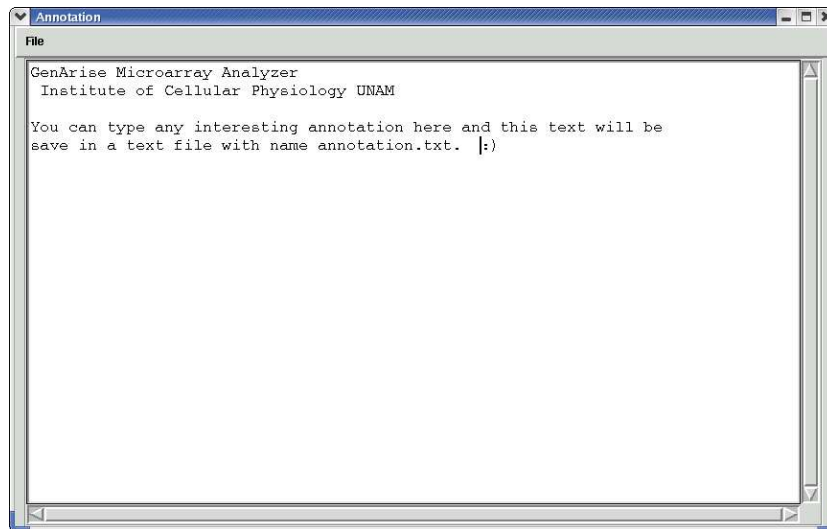 Annotation
File
GenArise Microarray Analyzer
Institute of Cellular Physiology UNAM
You can type any interesting annotation here and this text will be
save in a text file with name annotation.txt. :)